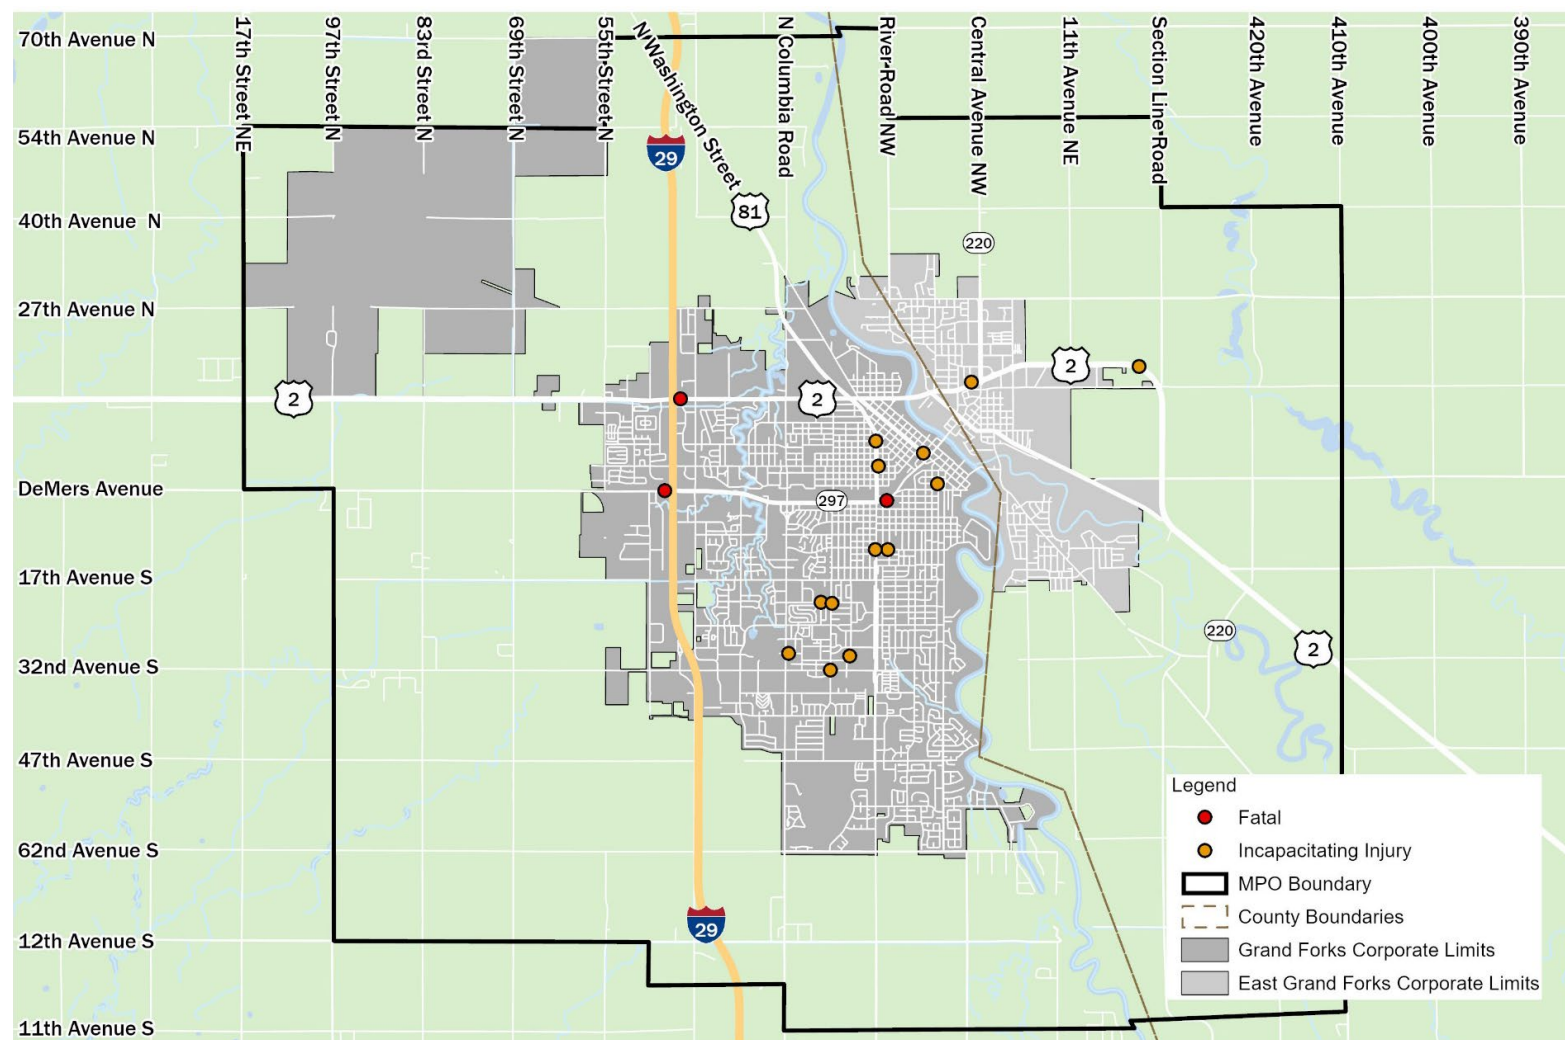 17th Street NE
97th Street N
83rd Street N
69th Street N
55th Street N
N Washington Street
N Columbia Road
River Road NW
Central Avenue NW
11th Avenue NE
Section Line Road
420th Avenue
410th Avenue
400th Avenue
390th Avenue
70th Avenue N
54th Avenue N
29
81
40th Avenue N
220
27th Avenue N
2
2
2
DeMers Avenue
297
17th Avenue S
220
2
32nd Avenue S
47th Avenue S
62nd Avenue S
29
12th Avenue S
11th Avenue S
Legend
Fatal
Incapacitating Injury
MPO Boundary
County Boundaries
Grand Forks Corporate Limits
East Grand Forks Corporate Limits